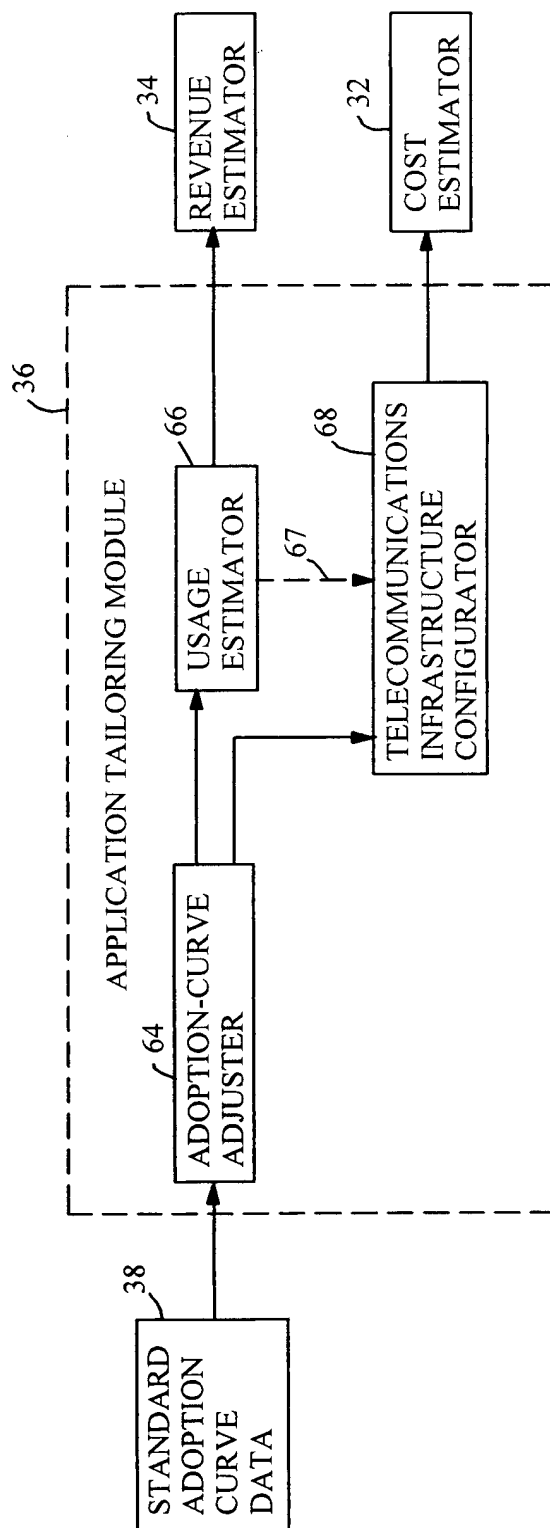 36
APPLICATION TAILORING MODULE
38
STANDARD
ADOPTION
CURVE
DATA
64
ADOPTION-CURVE
ADJUSTER
66
USAGE
ESTIMATOR
67
68
TELECOMMUNICATIONS
INFRASTRUCTURE
CONFIGURATOR
34
REVENUE
ESTIMATOR
32
COST
ESTIMATOR